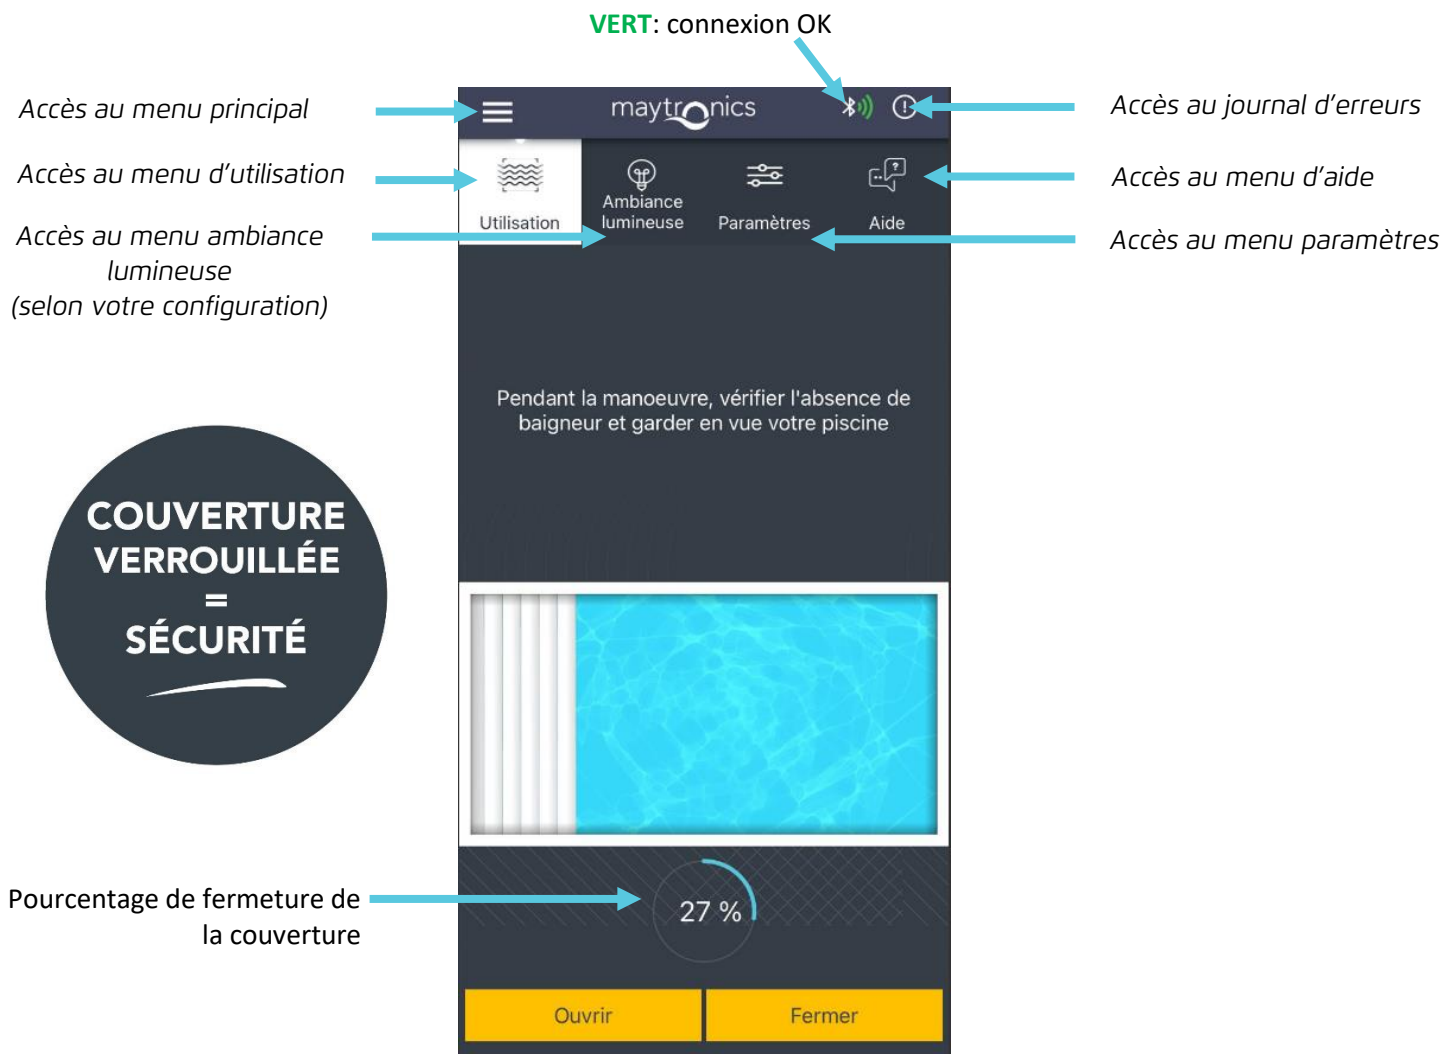 VERT: connexion OK
Accès au menu principal
maytronics
Accès au journal d’erreurs
Accès au menu d’utilisation
Accès au menu d’aide
Utilisation
Ambiance
lumineuse
Paramètres
Aide
Accès au menu ambiance
lumineuse
(selon votre configuration)
Accès au menu paramètres
Pendant la manoeuvre, vérifier l'absence de
baigneur et garder en vue votre piscine
COUVERTURE
VERROUILLÉE
=
SÉCURITÉ
Pourcentage de fermeture de
la couverture
27 %
Ouvrir
Fermer